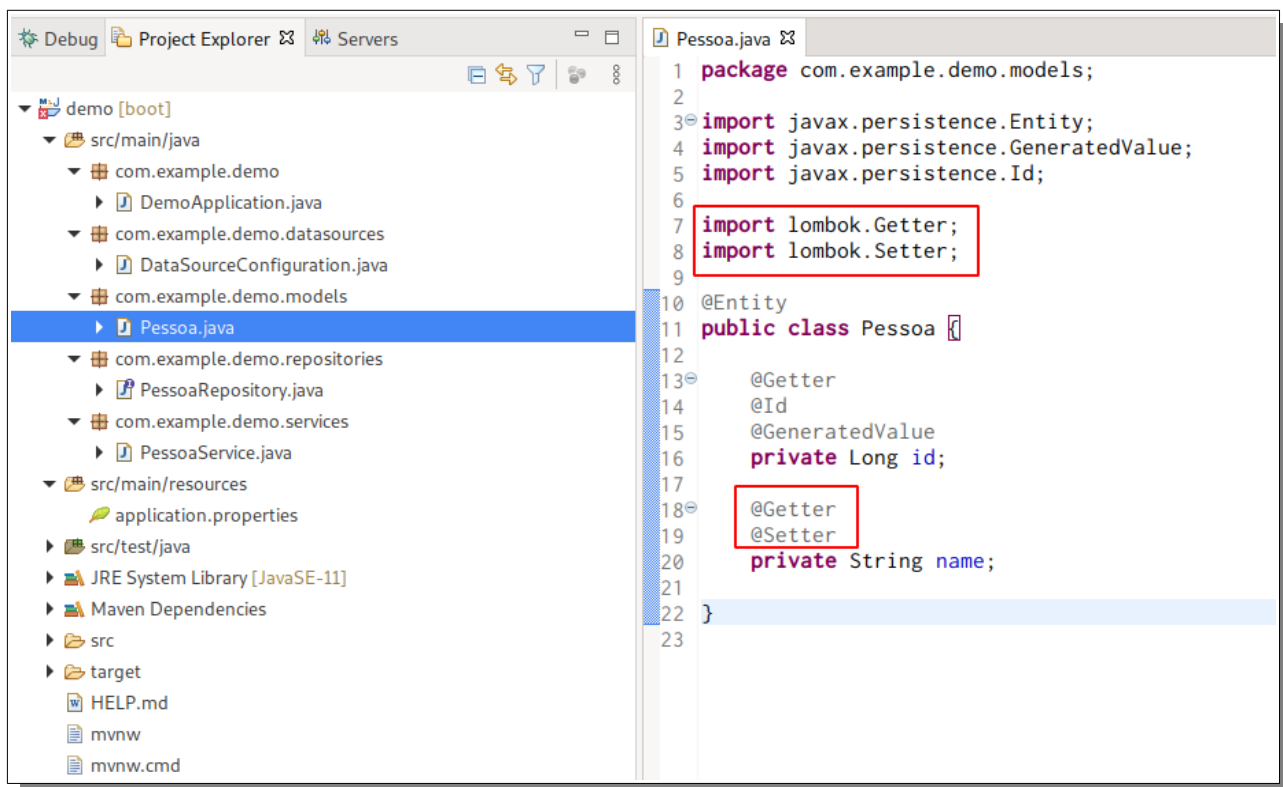 Debug Project Explorer Servers
demo [boot]
src/main/java
com.example.demo
DemoApplication.java
com.example.demo.datasources
DataSourceConfiguration.java
com.example.demo.models
Pessoa.java
com.example.demo.repositories
PessoaRepository.java
com.example.demo.services
PessoaService.java
src/main/resources
application.properties
src/test/java
JRE System Library [JavaSE-11]
Maven Dependencies
src
target
HELP.md
mvnw
mvnw.cmd
Pessoa.java
1 package com.example.demo.models;
2
3 import javax.persistence.Entity;
4 import javax.persistence.GeneratedValue;
5 import javax.persistence.Id;
6
7 import lombok.Getter;
8 import lombok.Setter;
9
10 @Entity
11 public class Pessoa {
12
13 @Getter
14 @Id
15 @GeneratedValue
16 private Long id;
17
18 @Getter
19 @Setter
20 private String name;
21
22 }
23